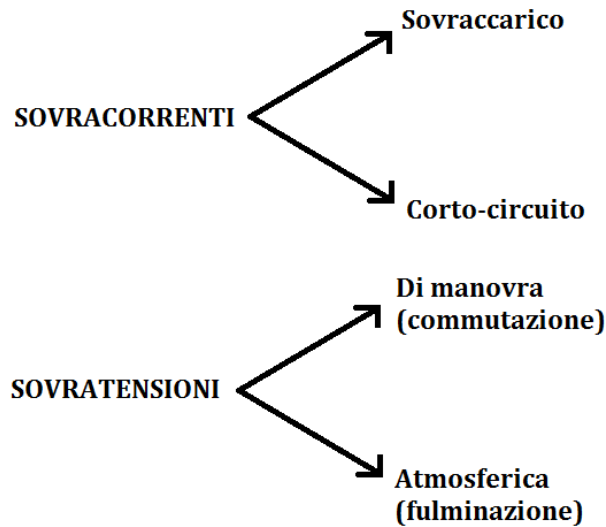 Sovraccarico
SOVRACORRENTI
Corto-circuito
Di manovra
(commutazione)
SOVRATENSIONI
Atmosferica
(fulminazione)